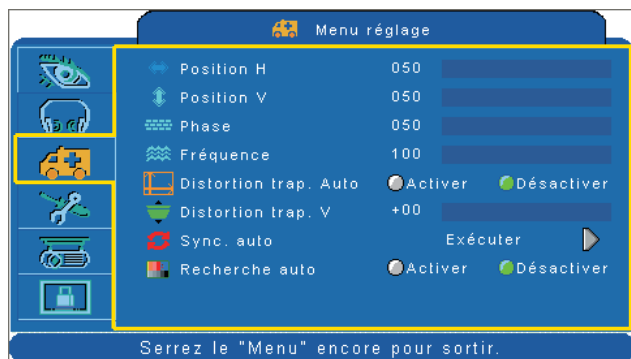 Menu réglage
Position H 050
Position V 050
Phase 050
Fréquence 100
Distortion trap. Auto Activer Désactiver
Distortion trap. V +00
Sync. auto Exécuter
Recherche auto Activer Désactiver
Serrez le "Menu" encore pour sortir.